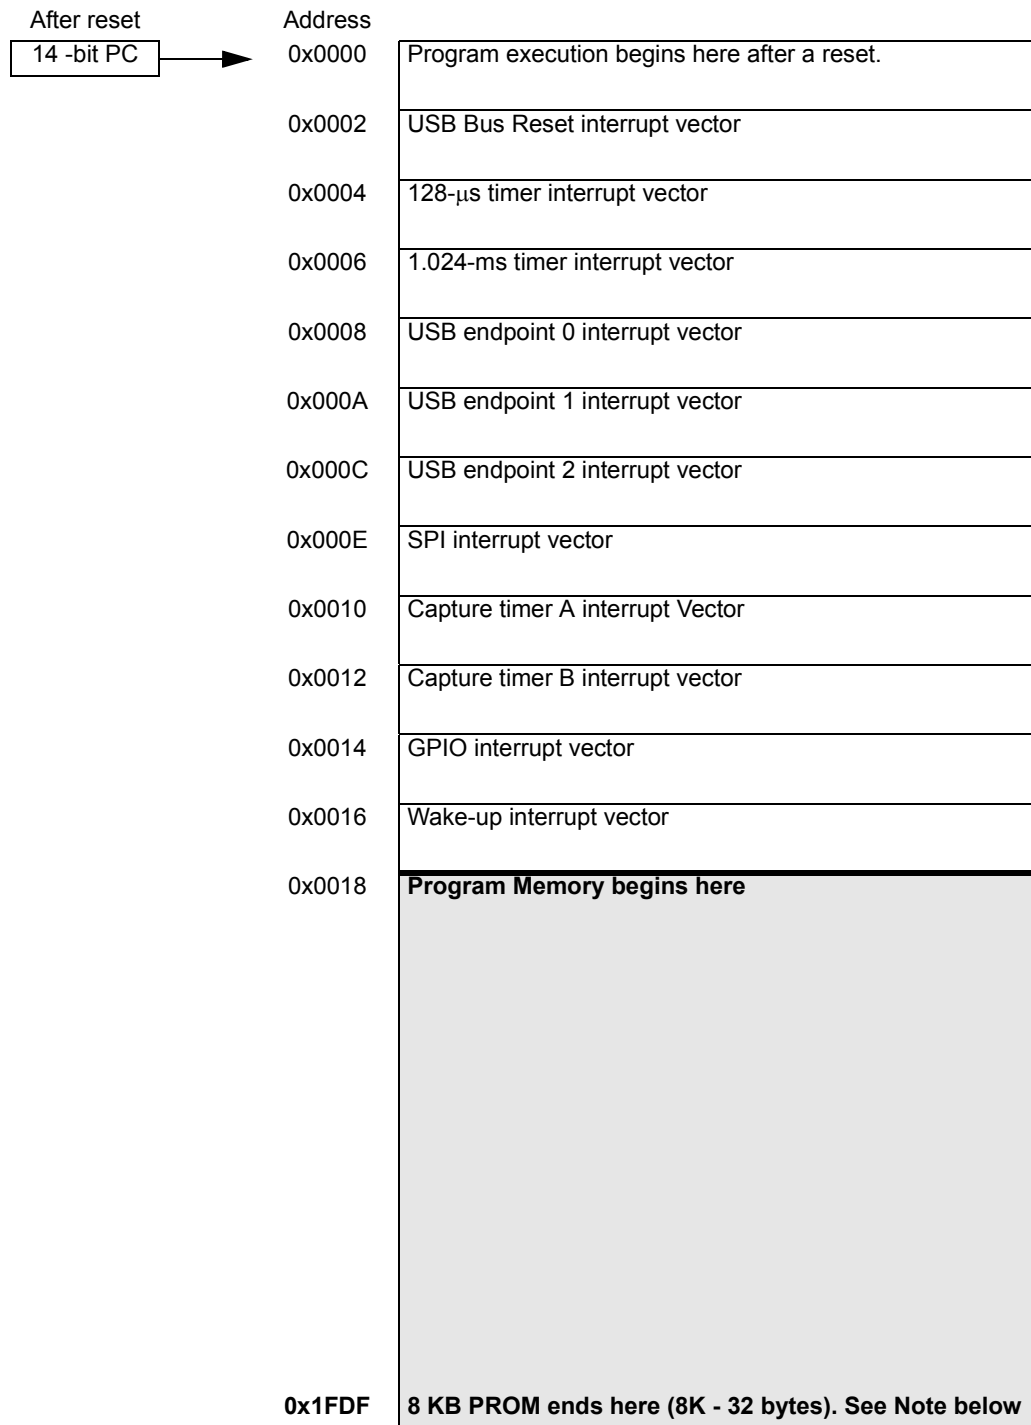 After reset Address
14 -bit PC 0x0000 Program execution begins here after a reset.
0x0002 USB Bus Reset interrupt vector
0x0004 128-μs timer interrupt vector
0x0006 1.024-ms timer interrupt vector
0x0008 USB endpoint 0 interrupt vector
0x000A USB endpoint 1 interrupt vector
0x000C USB endpoint 2 interrupt vector
0x000E SPI interrupt vector
0x0010 Capture timer A interrupt Vector
0x0012 Capture timer B interrupt vector
0x0014 GPIO interrupt vector
0x0016 Wake-up interrupt vector
0x0018 Program Memory begins here
0x1FDF 8 KB PROM ends here (8K - 32 bytes). See Note below